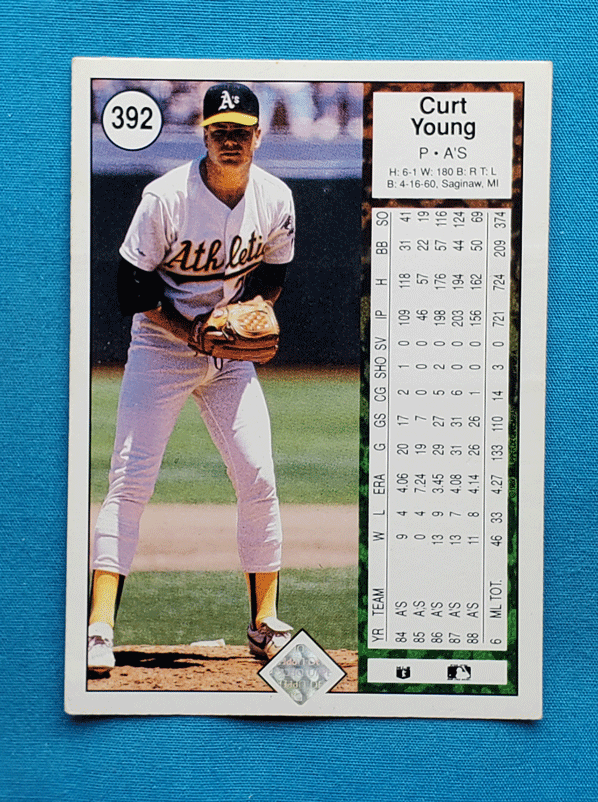 392
A's
Athletic
Curt
Young
P • A'S
H: 6-1 W: 180 B: R T: L
B: 4-16-60, Saginaw, MI
YR TEAM W L ERA G GS CG SHO SV IP H BB SO
84 A'S 9 4 4.06 20 17 2 1 0 109 118 31 41
85 A'S 0 4 7.24 19 7 0 0 0 46 57 22 19
86 A'S 13 9 3.45 29 27 5 2 0 198 176 57 116
87 A'S 13 7 4.08 31 31 6 0 0 203 194 44 124
88 A'S 11 8 4.14 26 26 1 0 0 156 162 50 69
6 ML TOT. 46 33 4.27 133 110 14 3 0 721 724 209 374